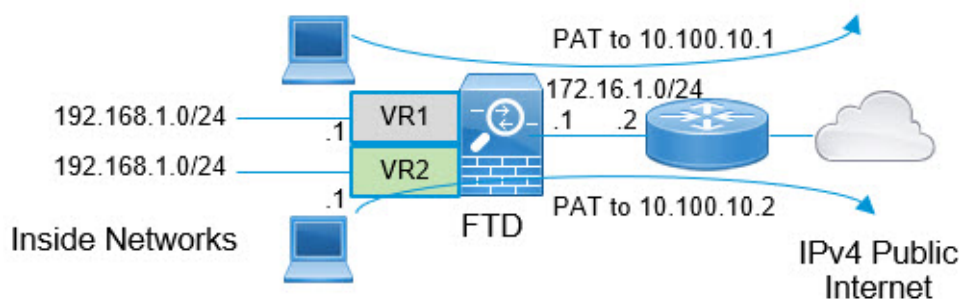 PAT to 10.100.10.1
172.16.1.0/24
192.168.1.0/24
VR1
.1
.1
.2
192.168.1.0/24
VR2
.1
PAT to 10.100.10.2
FTD
Inside Networks
IPv4 Public
Internet